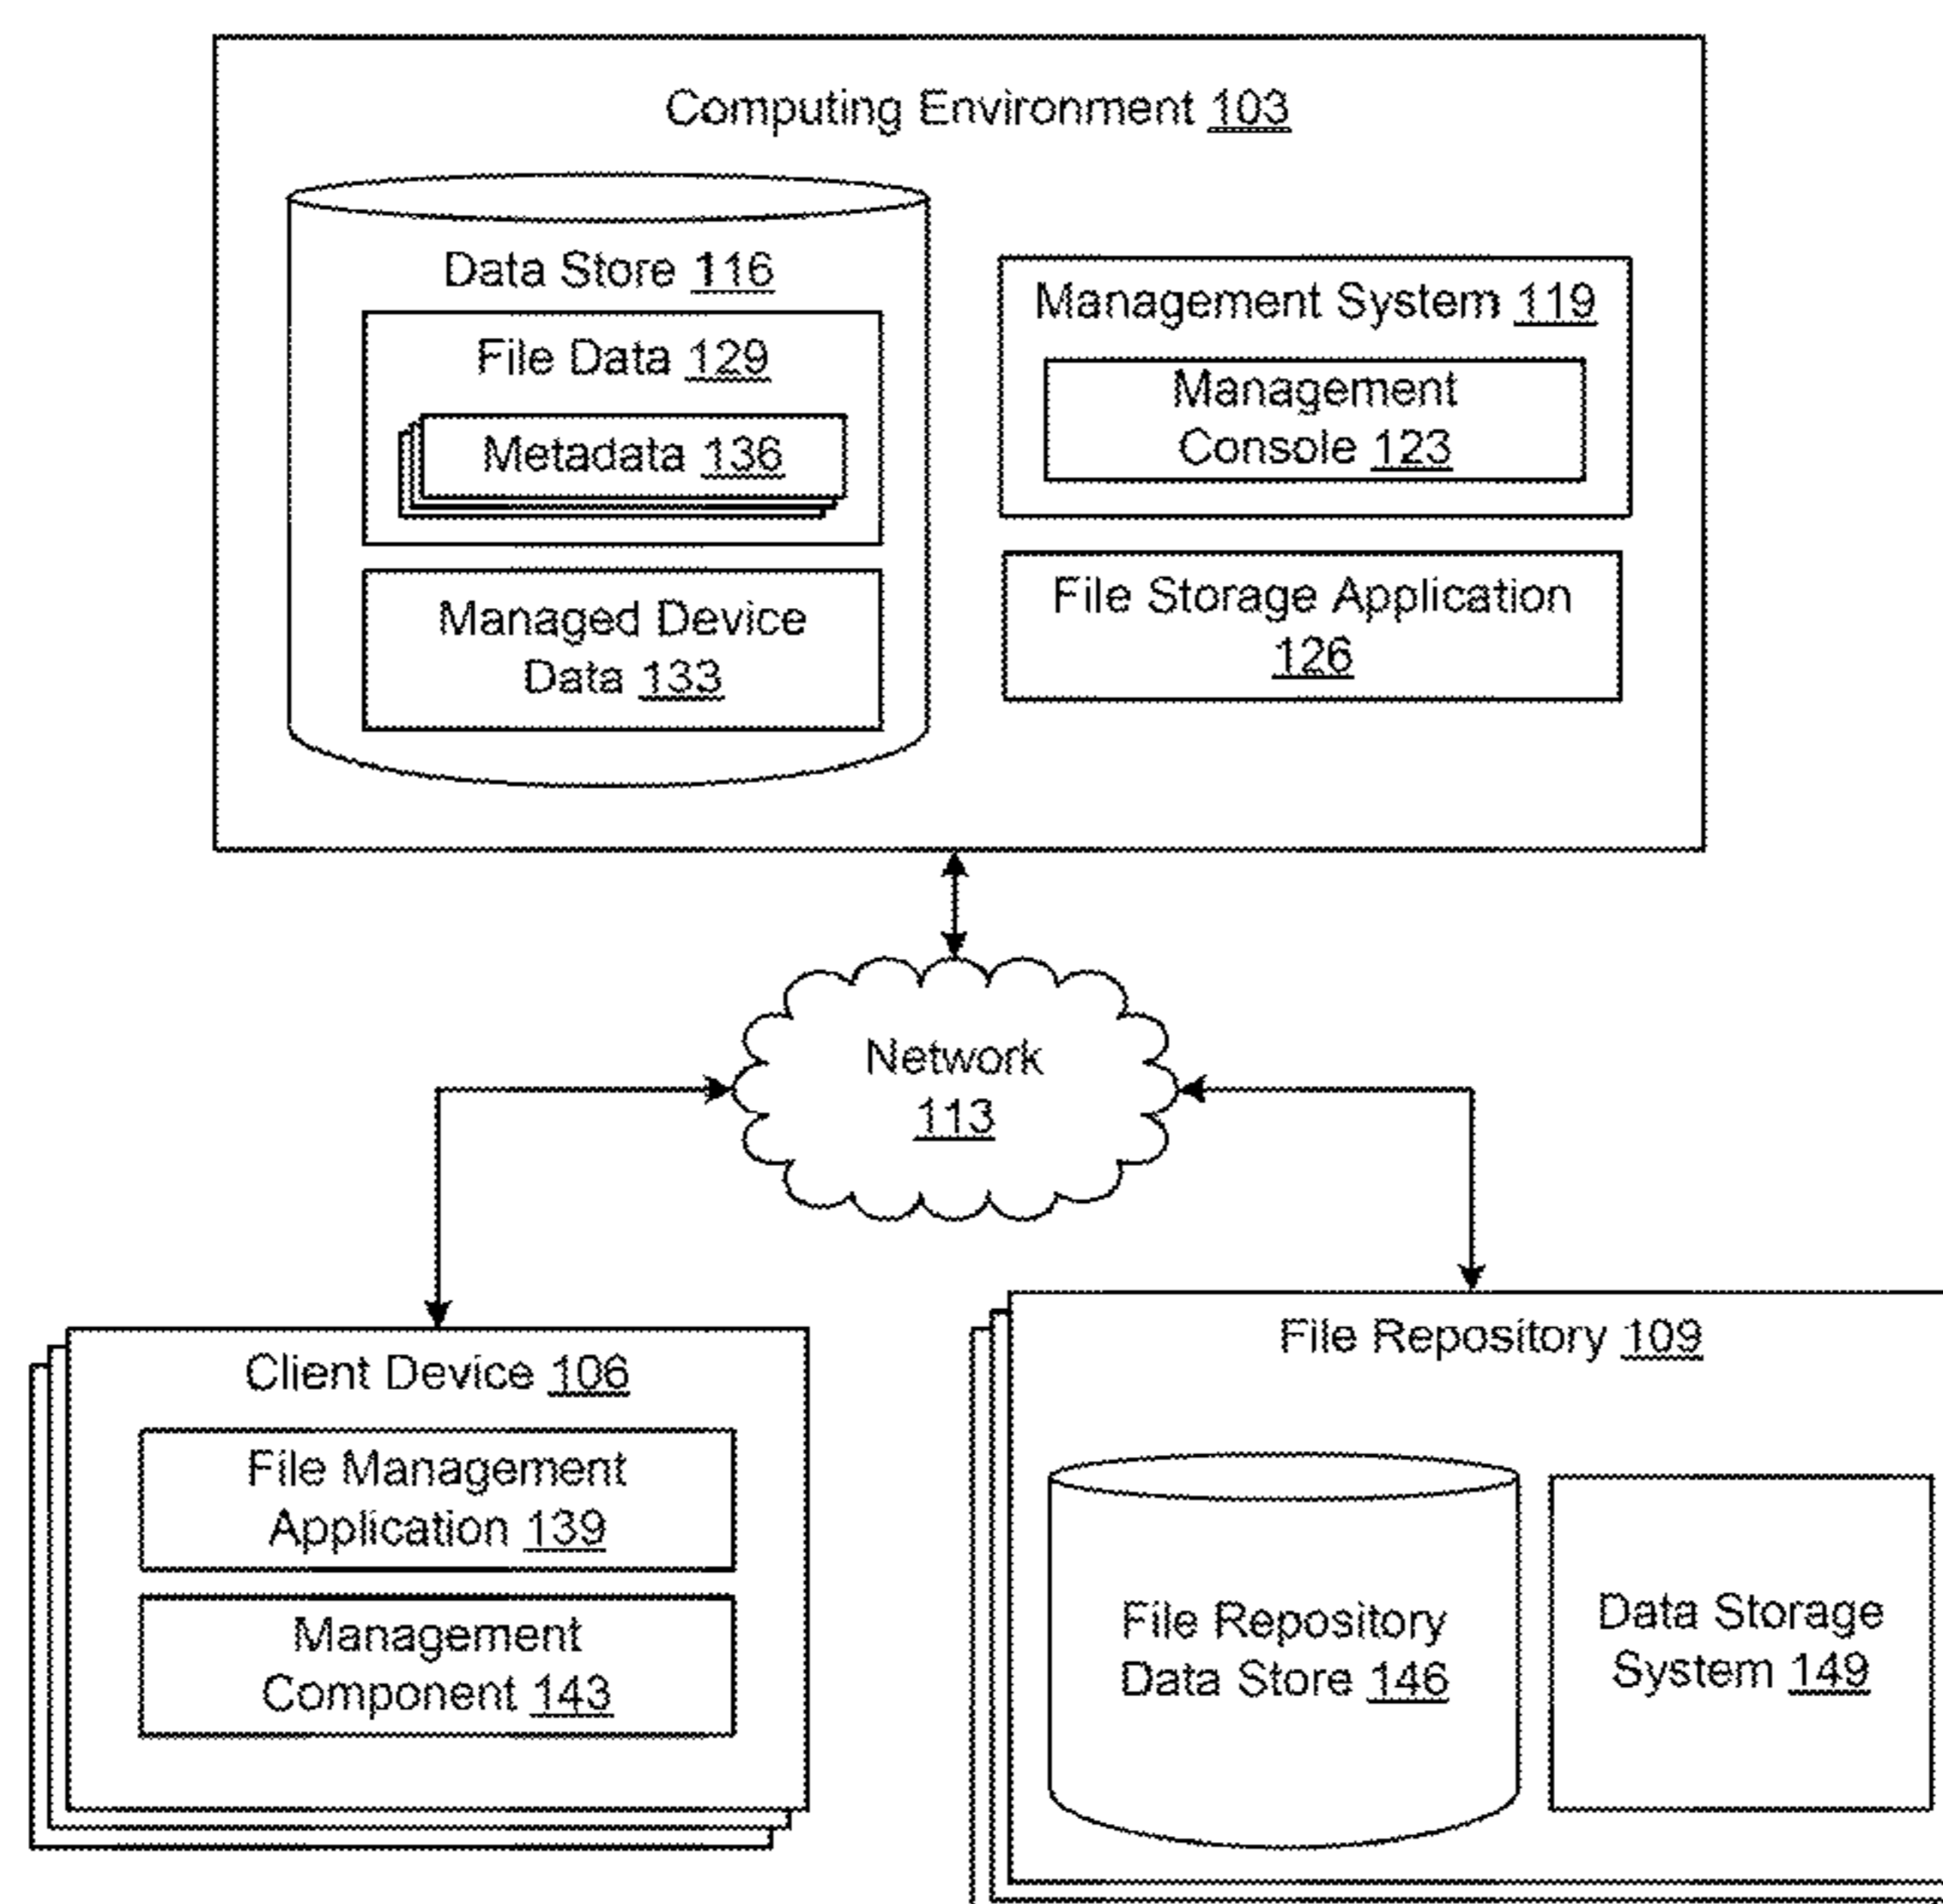 Computing Environment 103
Data Store 116
File Data 129
Metadata 136
Managed Device
Data 133
Management System 119
Management
Console 123
File Storage Application
126
Network
113
Client Device 106
File Management
Application 139
Management
Component 143
File Repository 109
File Repository
Data Store 146
Data Storage
System 149